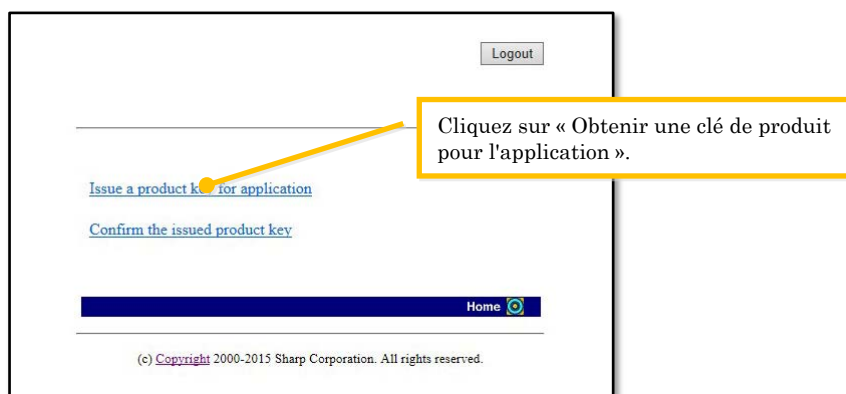 Logout
Cliquez sur « Obtenir une clé de produit
pour l'application ».
Issue a product key for application
Confirm the issued product key
Home
(c) Copyright 2000-2015 Sharp Corporation. All rights reserved.